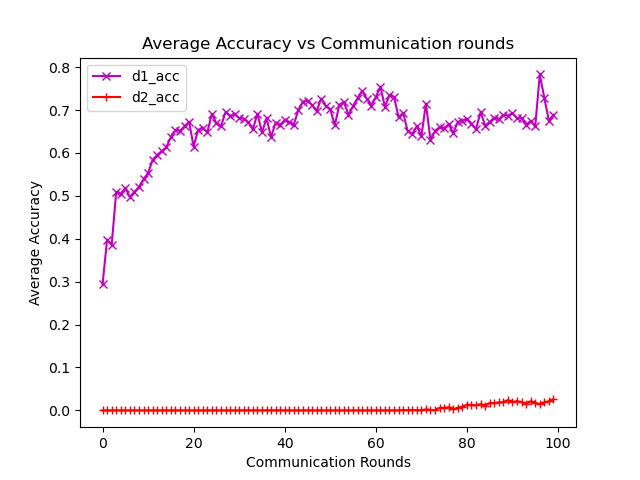 Average Accuracy vs Communication rounds
d1_acc
d2_acc
Average Accuracy
0.8
0.7
0.6
0.5
0.4
0.3
0.2
0.1
0.0
0 20 40 60 80 100
Communication Rounds